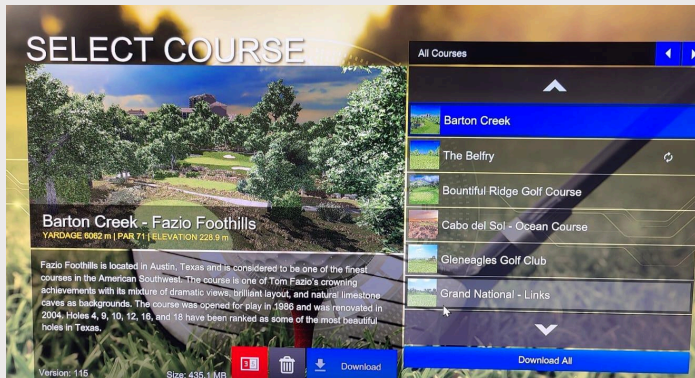 SELECT COURSE
Barton Creek - Fazio Foothills
YARDAGE 6062 m | PAR 71 | ELEVATION 228.9 m
Fazio Foothills is located in Austin, Texas and is considered to be one of the finest
courses in the American Southwest. The course is one of Tom Fazio's crowning
achievements with its mixture of dramatic views, brilliant layout, and natural limestone
caves as backgrounds. The course was opened for play in 1986 and was renovated in
2004. Holes 4, 9, 10, 12, 16, and 18 have been ranked as some of the most beautiful
holes in Texas.
Version: 115
Size: 435.1 MB
Download
All Courses
Barton Creek
The Belfry
Bountiful Ridge Golf Course
Cabo del Sol - Ocean Course
Gleneagles Golf Club
Grand National - Links
Download All